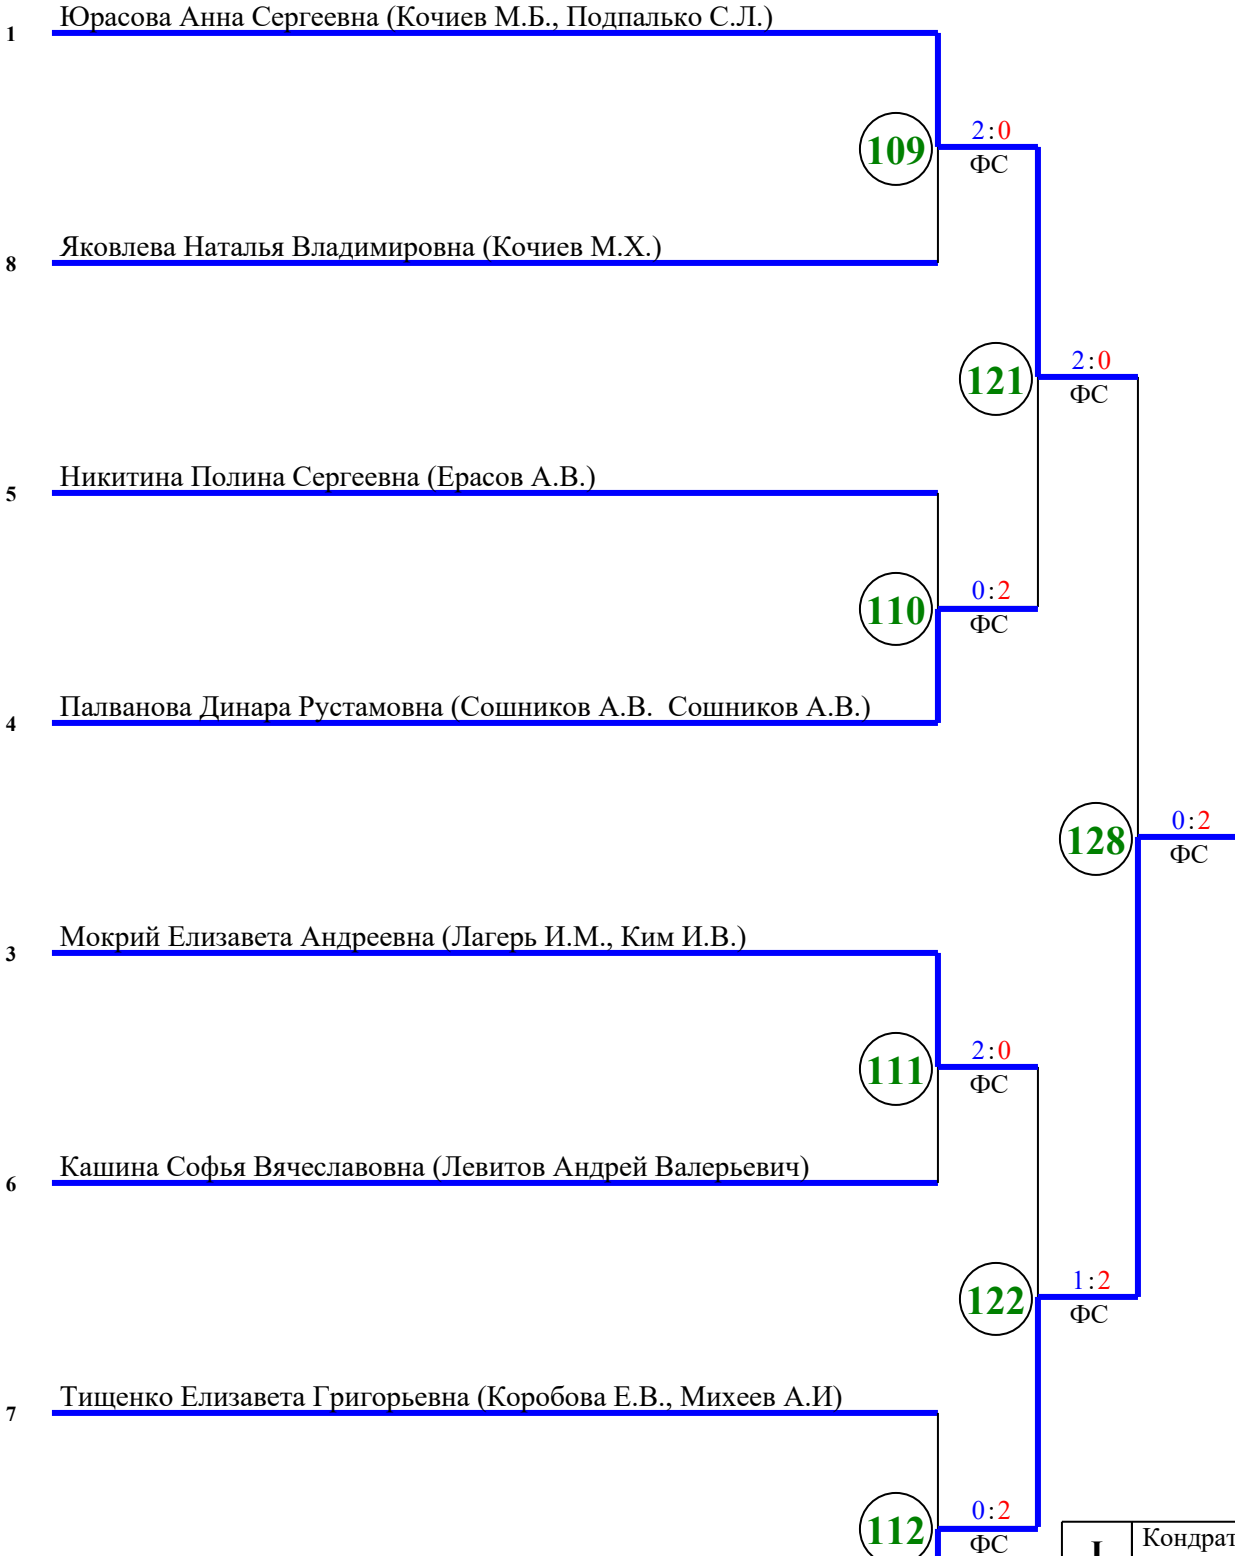 Юрасова Анна Сергеевна (Кочиев М.Б., Подпалько С.Л.)
1
2:0
109
ФС
Яковлева Наталья Владимировна (Кочиев М.Х.)
8
2:0
121
ФС
Никитина Полина Сергеевна (Ерасов А.В.)
5
0:2
110
ФС
Палванова Динара Рустамовна (Сошников А.В. Сошников А.В.)
4
0:2
128
ФС
Мокрий Елизавета Андреевна (Лагерь И.М., Ким И.В.)
3
2:0
111
ФС
Кашина Софья Вячеславовна (Левитов Андрей Валерьевич)
6
1:2
122
ФС
Тищенко Елизавета Григорьевна (Коробова Е.В., Михеев А.И)
7
0:2
112
ФС
I
Кондрат